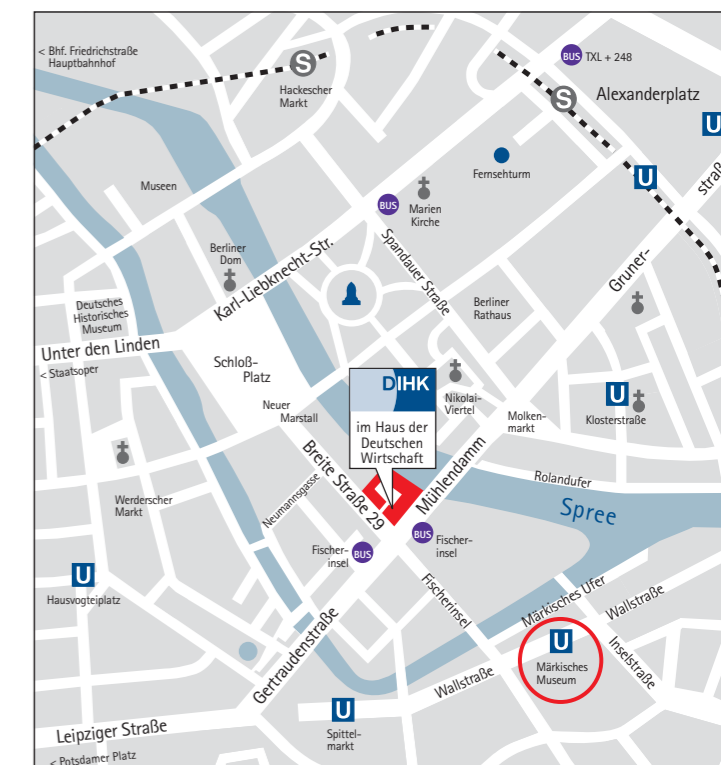 < Bhf. Friedrichstraße
Hauptbahnhof
S
Hackescher
Markt
BUS TXL + 248
S
Alexanderplatz
U
U
Fernsehturm
Museen
BUS
Marien
Kirche
Berliner
Dom
Karl-Liebknecht-Str.
Spandauer Straße
Gruner-
straß
Deutsches
Historisches
Museum
Unter den Linden
< Staatsoper
Berliner
Rathaus
Schloß-
Platz
DIHK
im Haus der
Deutschen
Wirtschaft
Neuer
Marstall
Nikolai-
Viertel
Molken-
markt
U
Klosterstraße
Breite Straße 29
Mühlendamm
Neumannsgasse
Rolandufer
Spree
Werderscher
Markt
U
Hausvogteiplatz
Fischer-
insel
BUS
BUS
Fischer-
insel
Fischerinsel
Märkisches Ufer
Wallstraße
Gertraudenstraße
U
Märkisches
Museum
Inselstraße
Wallstraße
U
Spittel-
markt
Leipziger Straße
< Potsdamer Platz